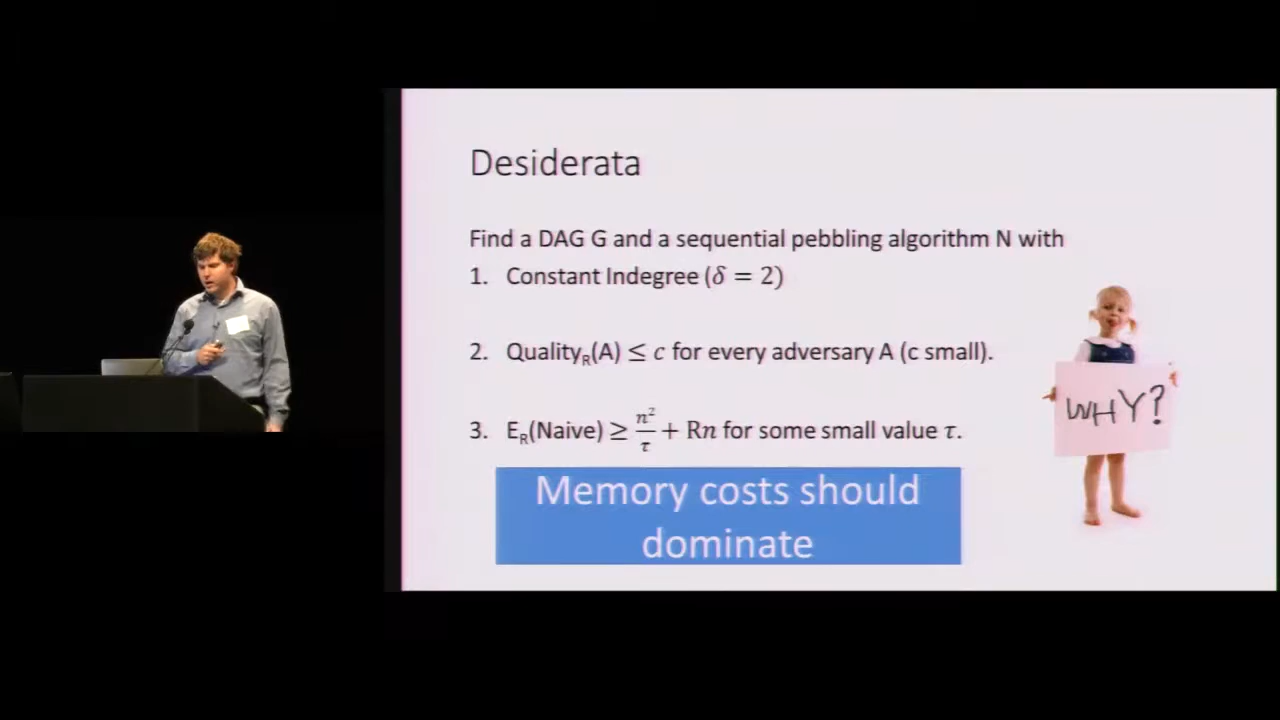 Desiderata
Find a DAG G and a sequential pebbling algorithm N with
1. Constant Indegree (δ = 2)
2. Quality_R(A) ≤ c for every adversary A (c small).
3. E_R(Naive) ≥ n²/τ + Rn for some small value τ.
WHY?
Memory costs should
dominate